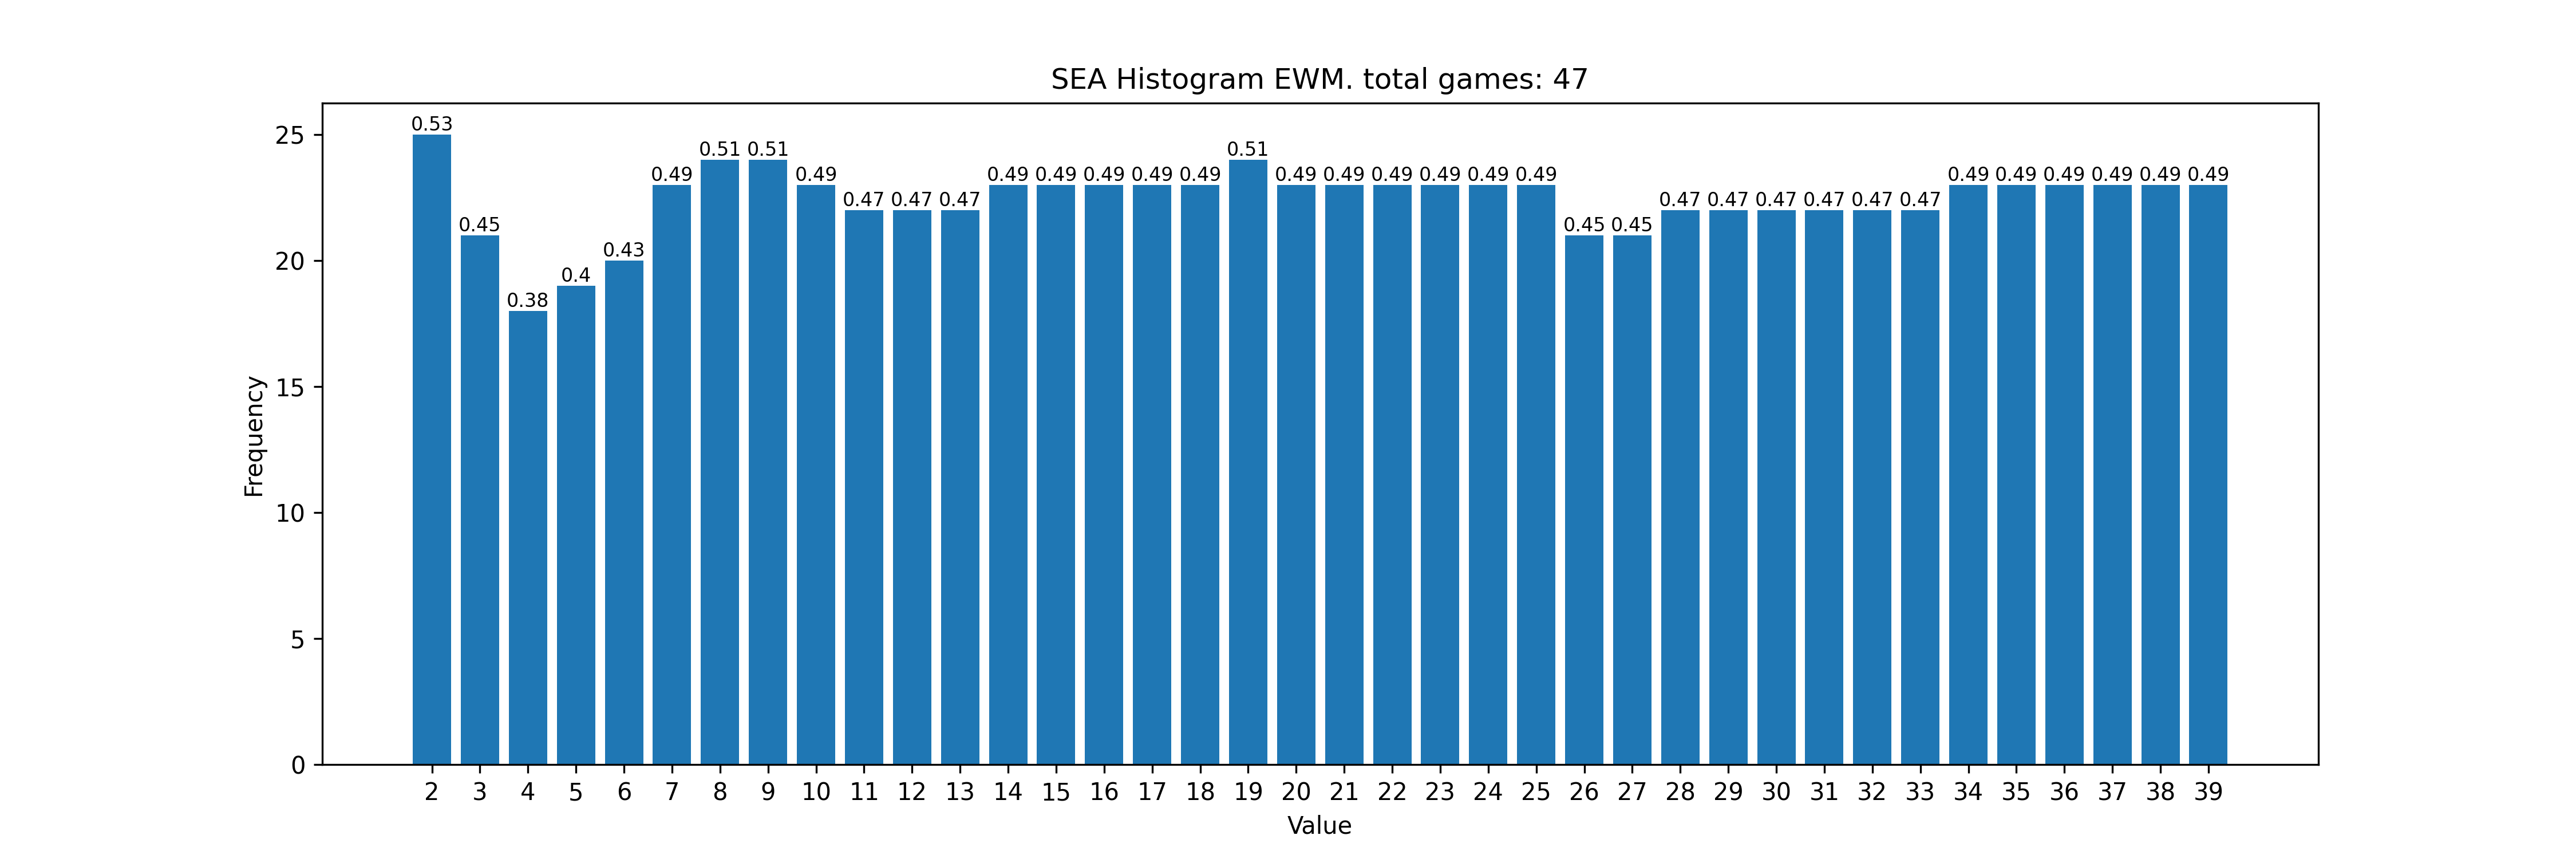 SEA Histogram EWM. total games: 47
25
20
15
10
5
0
Frequency
0.53 0.45 0.38 0.4 0.43 0.49 0.51 0.51 0.49 0.47 0.47 0.47 0.49 0.49 0.49 0.49 0.49 0.51 0.49 0.49 0.49 0.49 0.49 0.49 0.45 0.45 0.47 0.47 0.47 0.47 0.47 0.47 0.49 0.49 0.49 0.49 0.49 0.49
2 3 4 5 6 7 8 9 10 11 12 13 14 15 16 17 18 19 20 21 22 23 24 25 26 27 28 29 30 31 32 33 34 35 36 37 38 39
Value